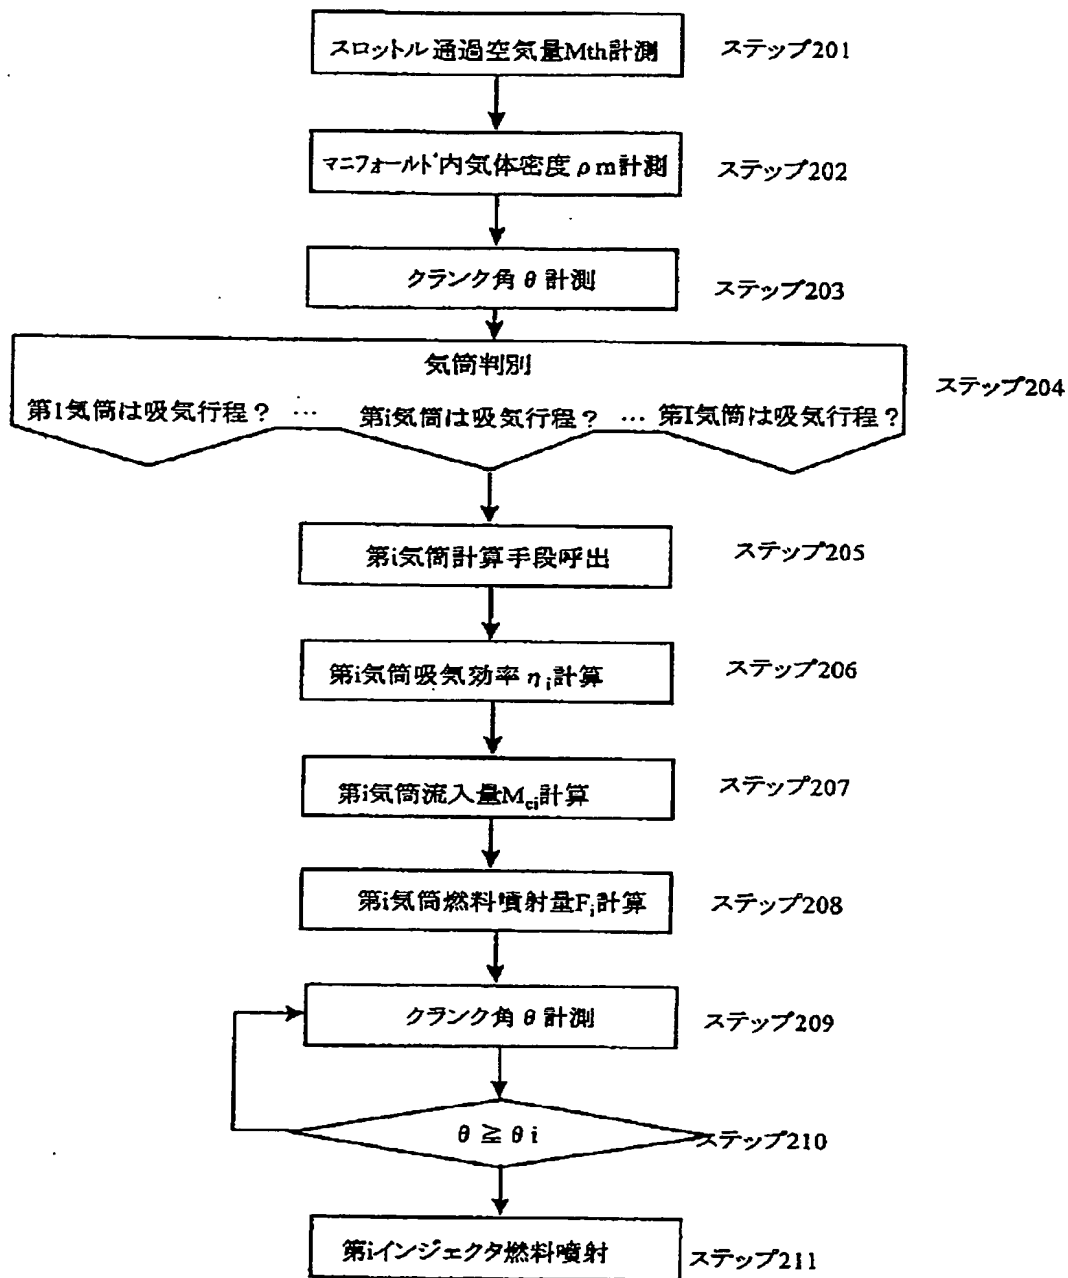 スロットル通過空気量Mth計測 ステップ201
マニフォールド内気体密度ρm計測 ステップ202
クランク角θ計測 ステップ203
気筒判別 ステップ204
第1気筒は吸気行程? … 第i気筒は吸気行程? … 第I気筒は吸気行程?
第i気筒計算手段呼出 ステップ205
第i気筒吸気効率ηi計算 ステップ206
第i気筒流入量Mci計算 ステップ207
第i気筒燃料噴射量Fi計算 ステップ208
クランク角θ計測 ステップ209
θ≧θi ステップ210
第iインジェクタ燃料噴射 ステップ211